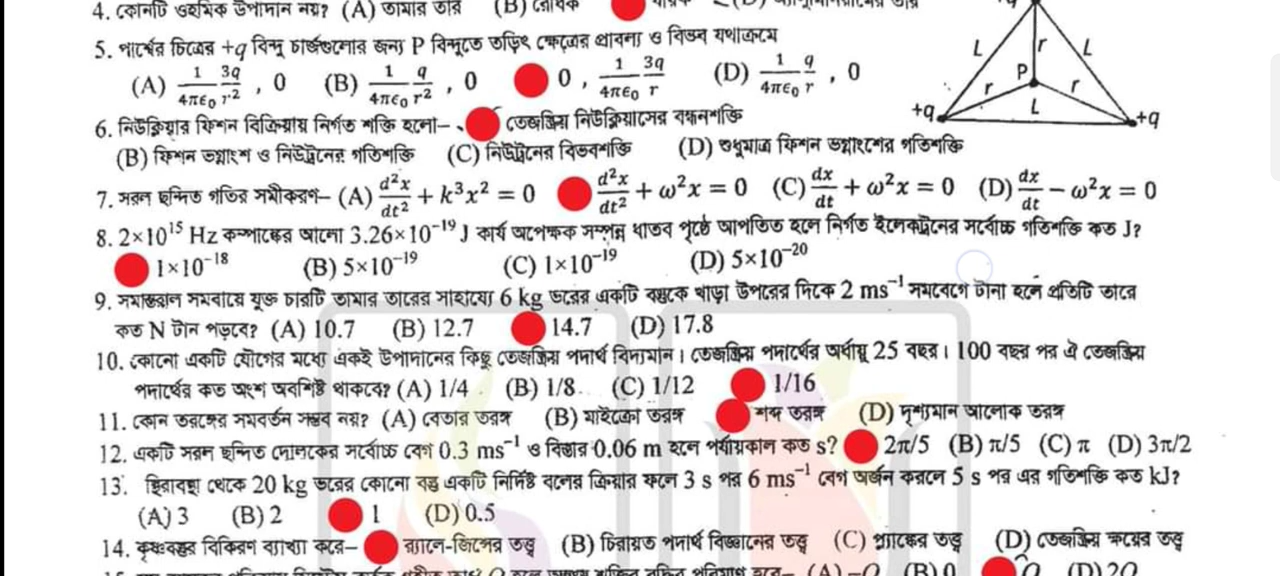 4. কোনটি ওহমিক উপাদান নয়? (A) তামার তার (B) রোধক
5. পার্শ্বের চিত্রের +q বিন্দু চার্জগুলোর জন্য P বিন্দুতে তড়িৎ ক্ষেত্রের প্রাবল্য ও বিভব যথাক্রমে
(A) 1/4πϵ₀ 3q/r² , 0 (B) 1/4πϵ₀ q/r² , 0 0 , 1/4πϵ₀ 3q/r (D) 1/4πϵ₀ q/r , 0
+q
L r L
P
r r
L
+q +q
6. নিউক্লিয়ার ফিশন বিক্রিয়ায় নির্গত শক্তি হলো– তেজষ্ক্রিয় নিউক্লিয়াসের বন্ধনশক্তি
(B) ফিশন ভগ্নাংশ ও নিউট্রনের গতিশক্তি (C) নিউট্রনের বিভবশক্তি (D) শুধুমাত্র ফিশন ভগ্নাংশের গতিশক্তি
7. সরল ছন্দিত গতির সমীকরণ– (A) d²x/dt² + k³x² = 0 d²x/dt² + ω²x = 0 (C) dx/dt + ω²x = 0 (D) dx/dt − ω²x = 0
8. 2×10¹⁵ Hz কম্পাঙ্কের আলো 3.26×10⁻¹⁹ J কার্য অপেক্ষক সম্পন্ন ধাতব পৃষ্ঠে আপতিত হলে নির্গত ইলেকট্রনের সর্বোচ্চ গতিশক্তি কত J?
1×10⁻¹⁸ (B) 5×10⁻¹⁹ (C) 1×10⁻¹⁹ (D) 5×10⁻²⁰
9. সমান্তরাল সমবায়ে যুক্ত চারটি তামার তারের সাহায্যে 6 kg ভরের একটি বস্তুকে খাড়া উপরের দিকে 2 ms⁻¹ সমবেগে টানা হলে প্রতিটি তারে
কত N টান পড়বে? (A) 10.7 (B) 12.7 14.7 (D) 17.8
10. কোনো একটি যৌগের মধ্যে একই উপাদানের কিছু তেজষ্ক্রিয় পদার্থ বিদ্যমান। তেজষ্ক্রিয় পদার্থের অর্ধায়ু 25 বছর। 100 বছর পর ঐ তেজষ্ক্রিয়
পদার্থের কত অংশ অবশিষ্ট থাকবে? (A) 1/4 (B) 1/8 (C) 1/12 1/16
11. কোন তরঙ্গের সমবর্তন সম্ভব নয়? (A) বেতার তরঙ্গ (B) মাইক্রো তরঙ্গ শব্দ তরঙ্গ (D) দৃশ্যমান আলোক তরঙ্গ
12. একটি সরল ছন্দিত দোলকের সর্বোচ্চ বেগ 0.3 ms⁻¹ ও বিস্তার 0.06 m হলে পর্যায়কাল কত s? 2π/5 (B) π/5 (C) π (D) 3π/2
13. স্থিরাবস্থা থেকে 20 kg ভরের কোনো বস্তু একটি নির্দিষ্ট বলের ক্রিয়ার ফলে 3 s পর 6 ms⁻¹ বেগ অর্জন করলে 5 s পর এর গতিশক্তি কত kJ?
(A) 3 (B) 2 1 (D) 0.5
14. কৃষ্ণবস্তুর বিকিরণ ব্যাখ্যা করে– র‍্যালে-জিন্সের তত্ত্ব (B) চিরায়ত পদার্থ বিজ্ঞানের তত্ত্ব (C) প্ল্যাঙ্কের তত্ত্ব (D) তেজষ্ক্রিয় ক্ষয়ের তত্ত্ব
(A) −Q (B) 0 Q (D) 2Q